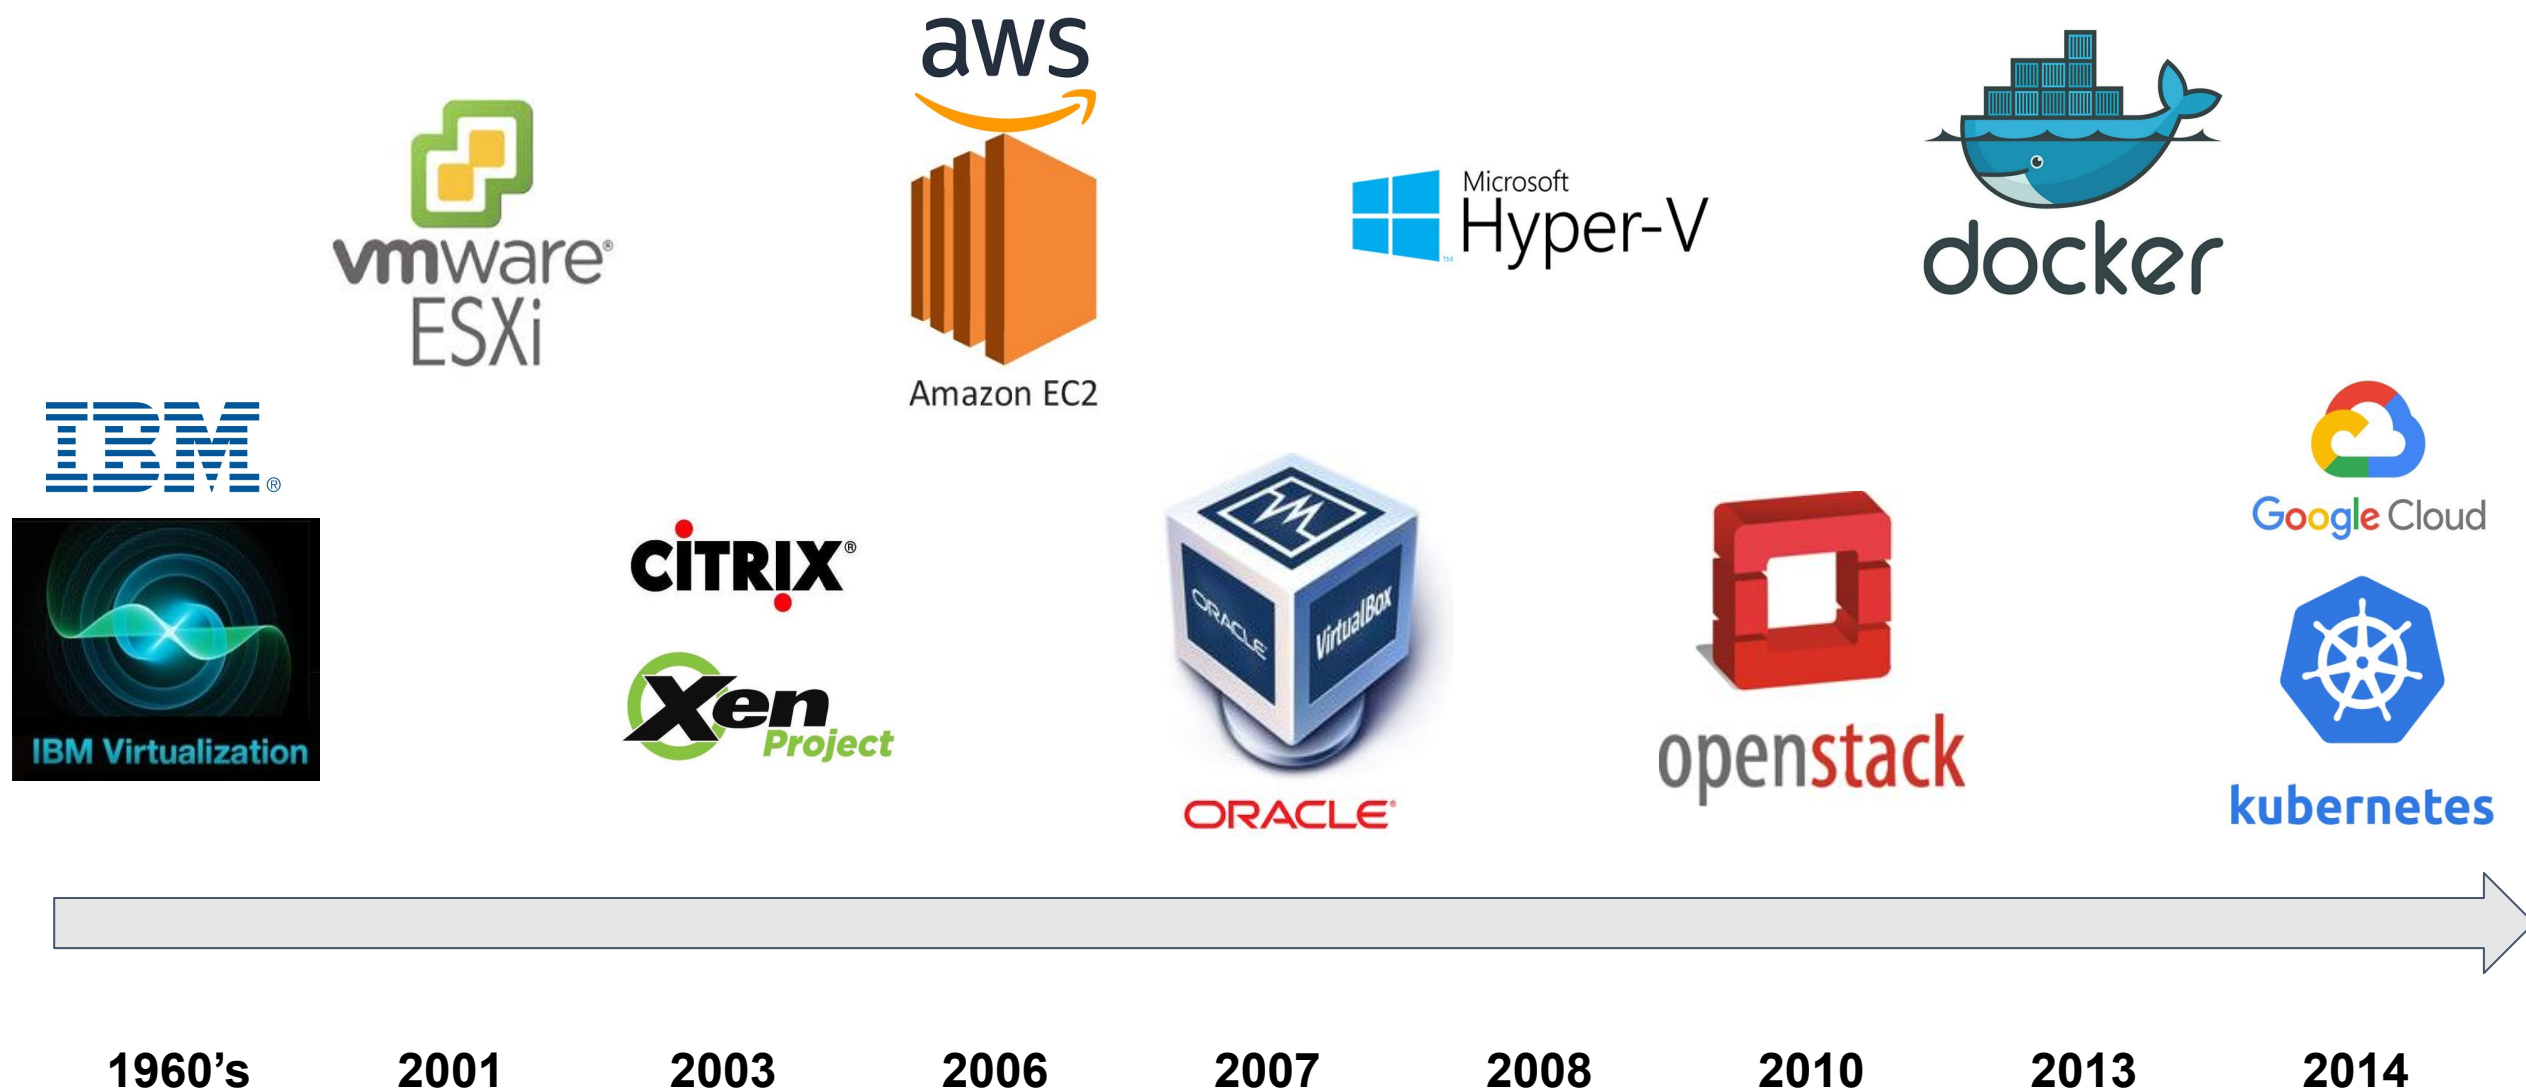 aws
Amazon EC2
vmware®
ESXi
Microsoft
Hyper-V
TM
docker
IBM®
IBM Virtualization
CiTRIX®
Xen
Project
ORACLE
VirtualBox
ORACLE®
openstack
Google Cloud
kubernetes
1960’s 2001 2003 2006 2007 2008 2010 2013 2014